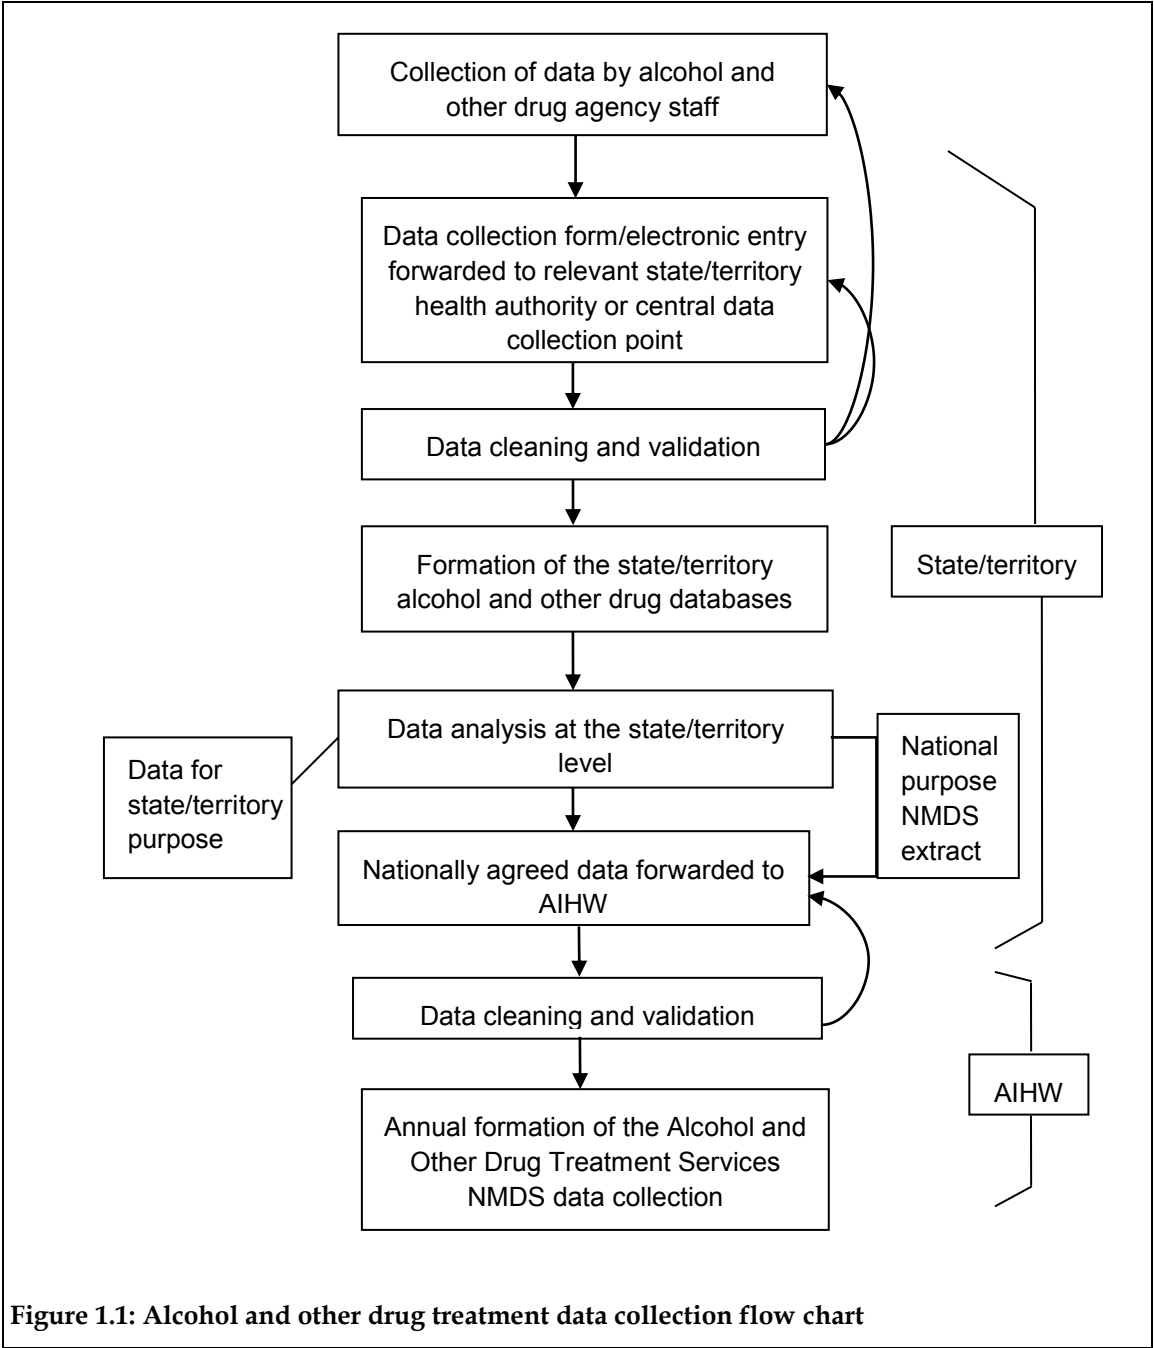 Collection of data by alcohol and
other drug agency staff
Data collection form/electronic entry
forwarded to relevant state/territory
health authority or central data
collection point
Data cleaning and validation
Formation of the state/territory
alcohol and other drug databases
State/territory
Data analysis at the state/territory
level
Data for
state/territory
purpose
National
purpose
NMDS
extract
Nationally agreed data forwarded to
AIHW
Data cleaning and validation
AIHW
Annual formation of the Alcohol and
Other Drug Treatment Services
NMDS data collection
Figure 1.1: Alcohol and other drug treatment data collection flow chart